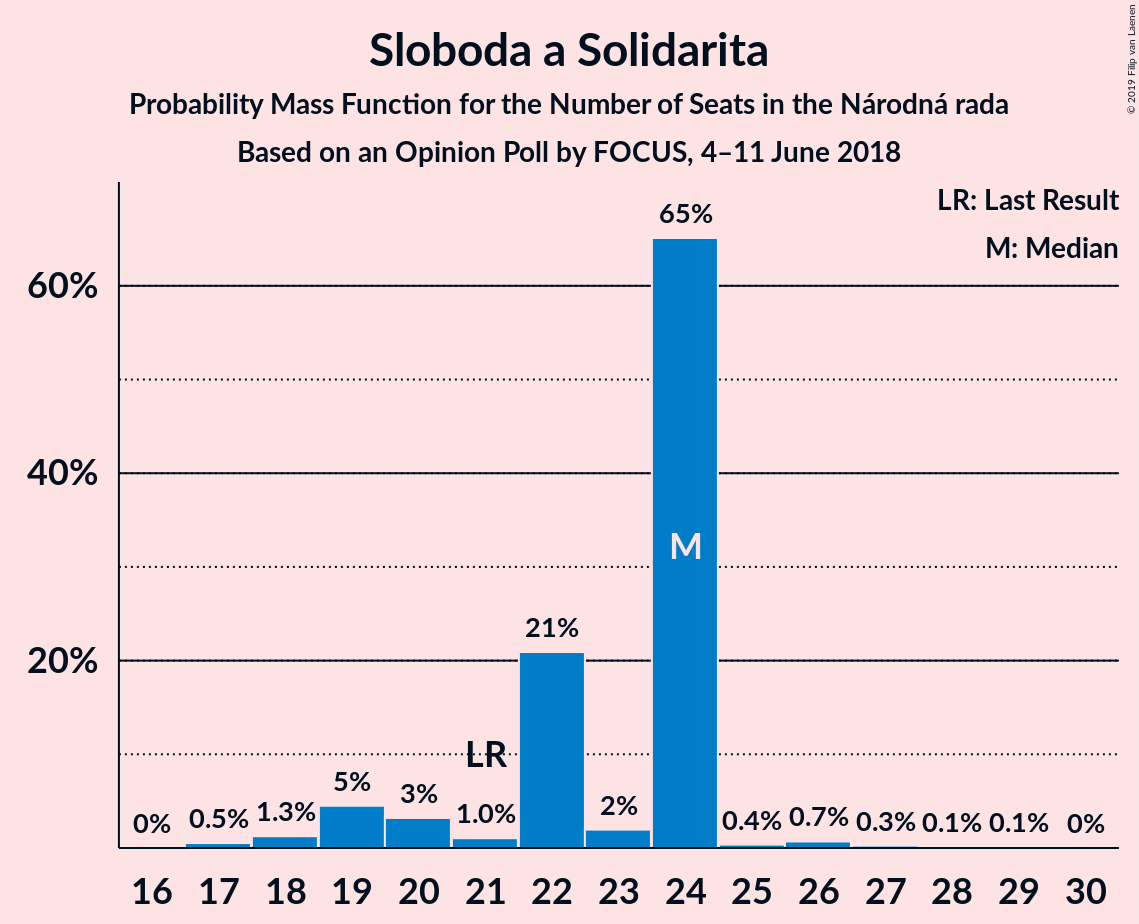 Sloboda a Solidarita
Probability Mass Function for the Number of Seats in the Národná rada
Based on an Opinion Poll by FOCUS, 4–11 June 2018
© 2019 Filip van Laenen
LR: Last Result
M: Median
60%
40%
20%
0%
0.5%
1.3%
5%
3%
1.0%
LR
21%
2%
65%
M
0.4%
0.7%
0.3%
0.1%
0.1%
0%
16 17 18 19 20 21 22 23 24 25 26 27 28 29 30